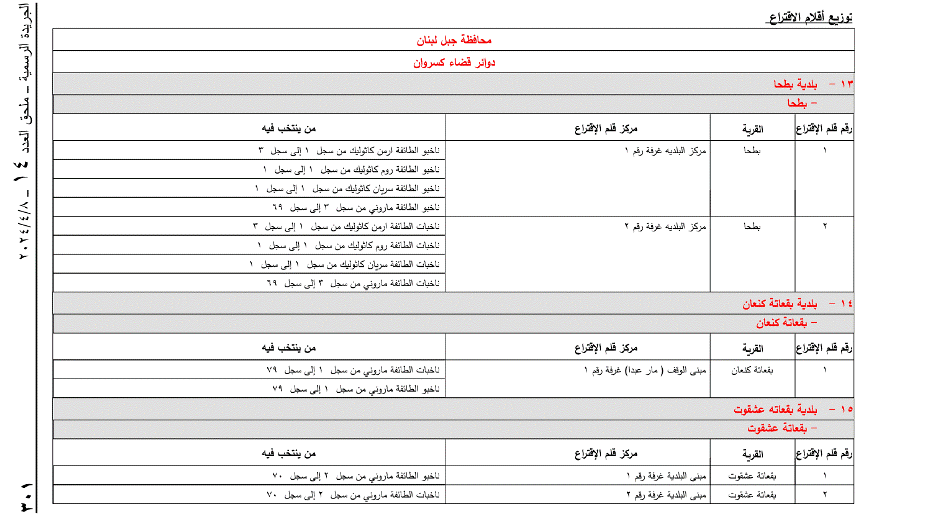 توزيع أقلام الإقتراع
محافظة جبل لبنان
دوائر قضاء كسروان
١٣ - بلدية بطحا
- بطحا
رقم قلم الإقتراع القرية مركز قلم الإقتراع من ينتخب فيه
١ بطحا مركز البلديه غرفة رقم ١ ناخبو الطائفة ارمن كاثوليك من سجل ١ إلى سجل ٣
ناخبو الطائفة روم كاثوليك من سجل ١ إلى سجل ١
ناخبو الطائفة سريان كاثوليك من سجل ١ إلى سجل ١
ناخبو الطائفة ماروني من سجل ٣ إلى سجل ٦٩
٢ بطحا مركز البلديه غرفة رقم ٢ ناخبات الطائفة ارمن كاثوليك من سجل ١ إلى سجل ٣
ناخبات الطائفة روم كاثوليك من سجل ١ إلى سجل ١
ناخبات الطائفة سريان كاثوليك من سجل ١ إلى سجل ١
ناخبات الطائفة ماروني من سجل ٣ إلى سجل ٦٩
١٤ - بلدية بقعاتة كنعان
- بقعاتة كنعان
رقم قلم الإقتراع القرية مركز قلم الإقتراع من ينتخب فيه
١ بقعاتة كنعان مبنى الوقف ( مار عبدا) غرفة رقم ١ ناخبات الطائفة ماروني من سجل ١ إلى سجل ٧٩
ناخبو الطائفة ماروني من سجل ١ إلى سجل ٧٩
١٥ - بلدية بقعاته عشقوت
- بقعاتة عشقوت
رقم قلم الإقتراع القرية مركز قلم الإقتراع من ينتخب فيه
١ بقعاتة عشقوت مبنى البلدية غرفة رقم ١ ناخبو الطائفة ماروني من سجل ٢ إلى سجل ٧٠
٢ بقعاتة عشقوت مبنى البلدية غرفة رقم ٢ ناخبات الطائفة ماروني من سجل ٢ إلى سجل ٧٠
الجريدة الرسمية – ملحق العدد ١٤ – ٢٠٢٤/٤/٨
٣٠١